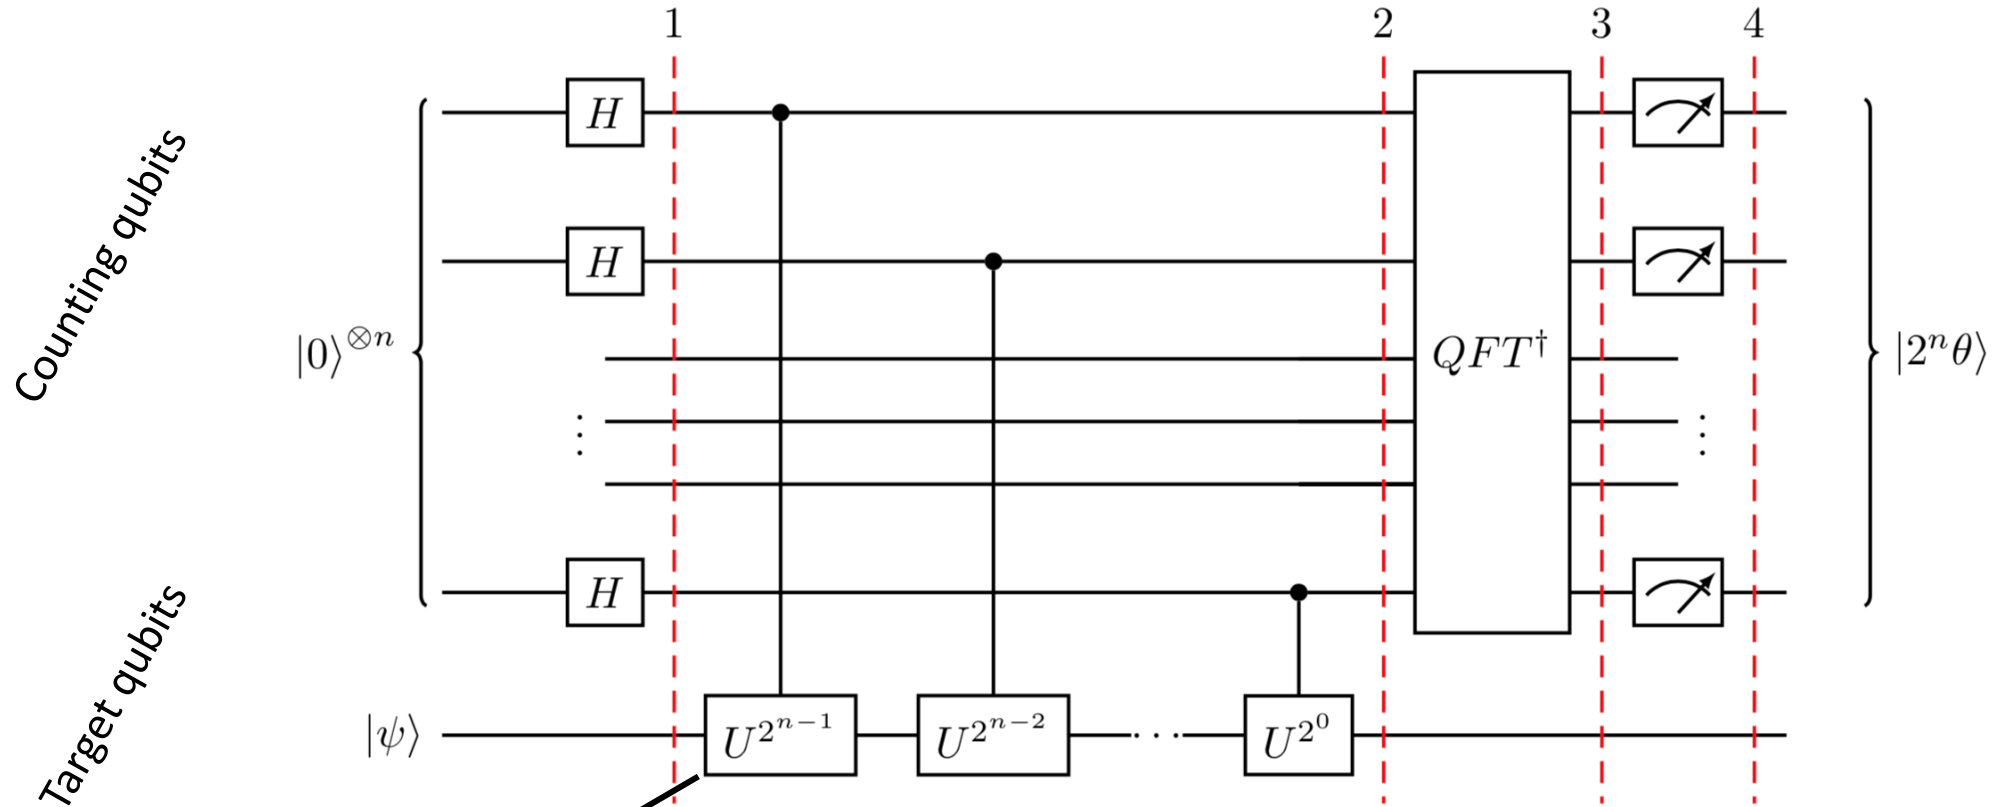 1 2 3 4
Counting qubits
H
H
|0⟩^{⊗n}
QFT^†
|2^nθ⟩
⋮ ⋮
H
Target qubits
|ψ⟩ U^{2^{n−1}} U^{2^{n−2}} ··· U^{2^0}